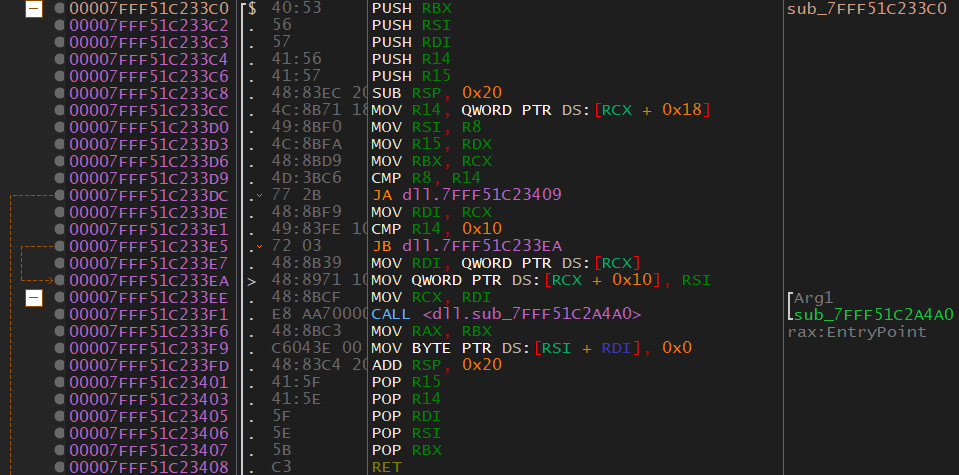 00007FFF51C233C0 $ 40:53 PUSH RBX sub_7FFF51C233C0
00007FFF51C233C2 . 56 PUSH RSI
00007FFF51C233C3 . 57 PUSH RDI
00007FFF51C233C4 . 41:56 PUSH R14
00007FFF51C233C6 . 41:57 PUSH R15
00007FFF51C233C8 . 48:83EC 20 SUB RSP, 0x20
00007FFF51C233CC . 4C:8B71 18 MOV R14, QWORD PTR DS:[RCX + 0x18]
00007FFF51C233D0 . 49:8BF0 MOV RSI, R8
00007FFF51C233D3 . 4C:8BFA MOV R15, RDX
00007FFF51C233D6 . 48:8BD9 MOV RBX, RCX
00007FFF51C233D9 . 4D:3BC6 CMP R8, R14
00007FFF51C233DC . 77 2B JA dll.7FFF51C23409
00007FFF51C233DE . 48:8BF9 MOV RDI, RCX
00007FFF51C233E1 . 49:83FE 10 CMP R14, 0x10
00007FFF51C233E5 . 72 03 JB dll.7FFF51C233EA
00007FFF51C233E7 . 48:8B39 MOV RDI, QWORD PTR DS:[RCX]
00007FFF51C233EA > 48:8971 10 MOV QWORD PTR DS:[RCX + 0x10], RSI
00007FFF51C233EE . 48:8BCF MOV RCX, RDI Arg1
00007FFF51C233F1 . E8 AA70000 CALL <dll.sub_7FFF51C2A4A0> sub_7FFF51C2A4A0
00007FFF51C233F6 . 48:8BC3 MOV RAX, RBX rax:EntryPoint
00007FFF51C233F9 . C6043E 00 MOV BYTE PTR DS:[RSI + RDI], 0x0
00007FFF51C233FD . 48:83C4 20 ADD RSP, 0x20
00007FFF51C23401 . 41:5F POP R15
00007FFF51C23403 . 41:5E POP R14
00007FFF51C23405 . 5F POP RDI
00007FFF51C23406 . 5E POP RSI
00007FFF51C23407 . 5B POP RBX
00007FFF51C23408 . C3 RET